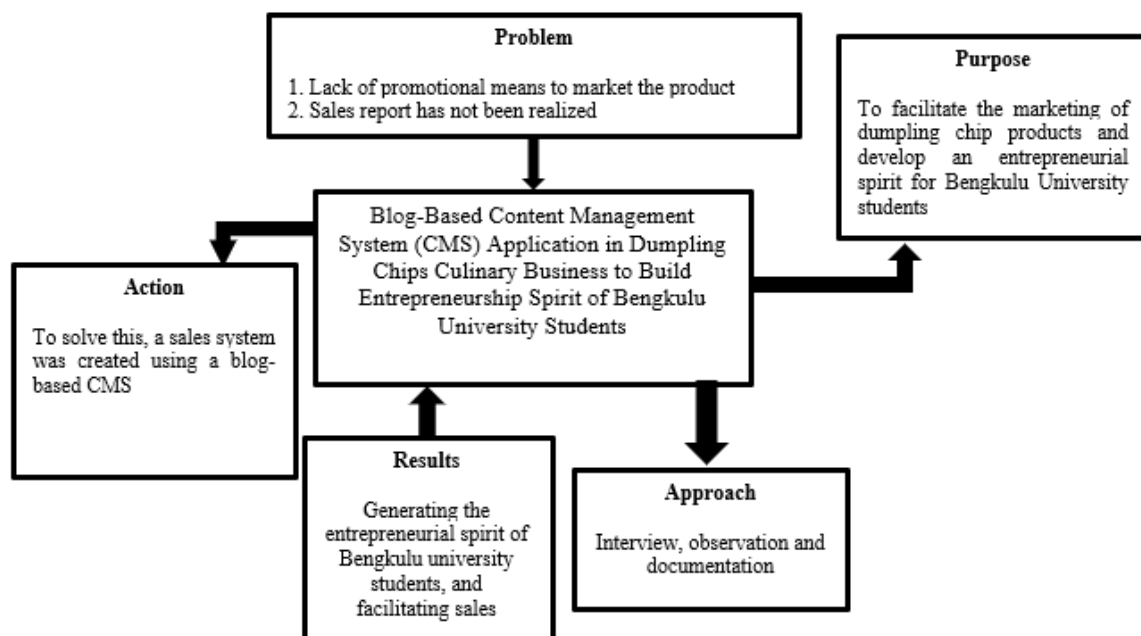 Problem
1. Lack of promotional means to market the product
2. Sales report has not been realized
Purpose
To facilitate the marketing of
dumpling chip products and
develop an entrepreneurial
spirit for Bengkulu University
students
Blog-Based Content Management
System (CMS) Application in Dumpling
Chips Culinary Business to Build
Entrepreneurship Spirit of Bengkulu
University Students
Action
To solve this, a sales system
was created using a blog-
based CMS
Results
Generating the
entrepreneurial spirit of
Bengkulu university
students, and
facilitating sales
Approach
Interview, observation and
documentation